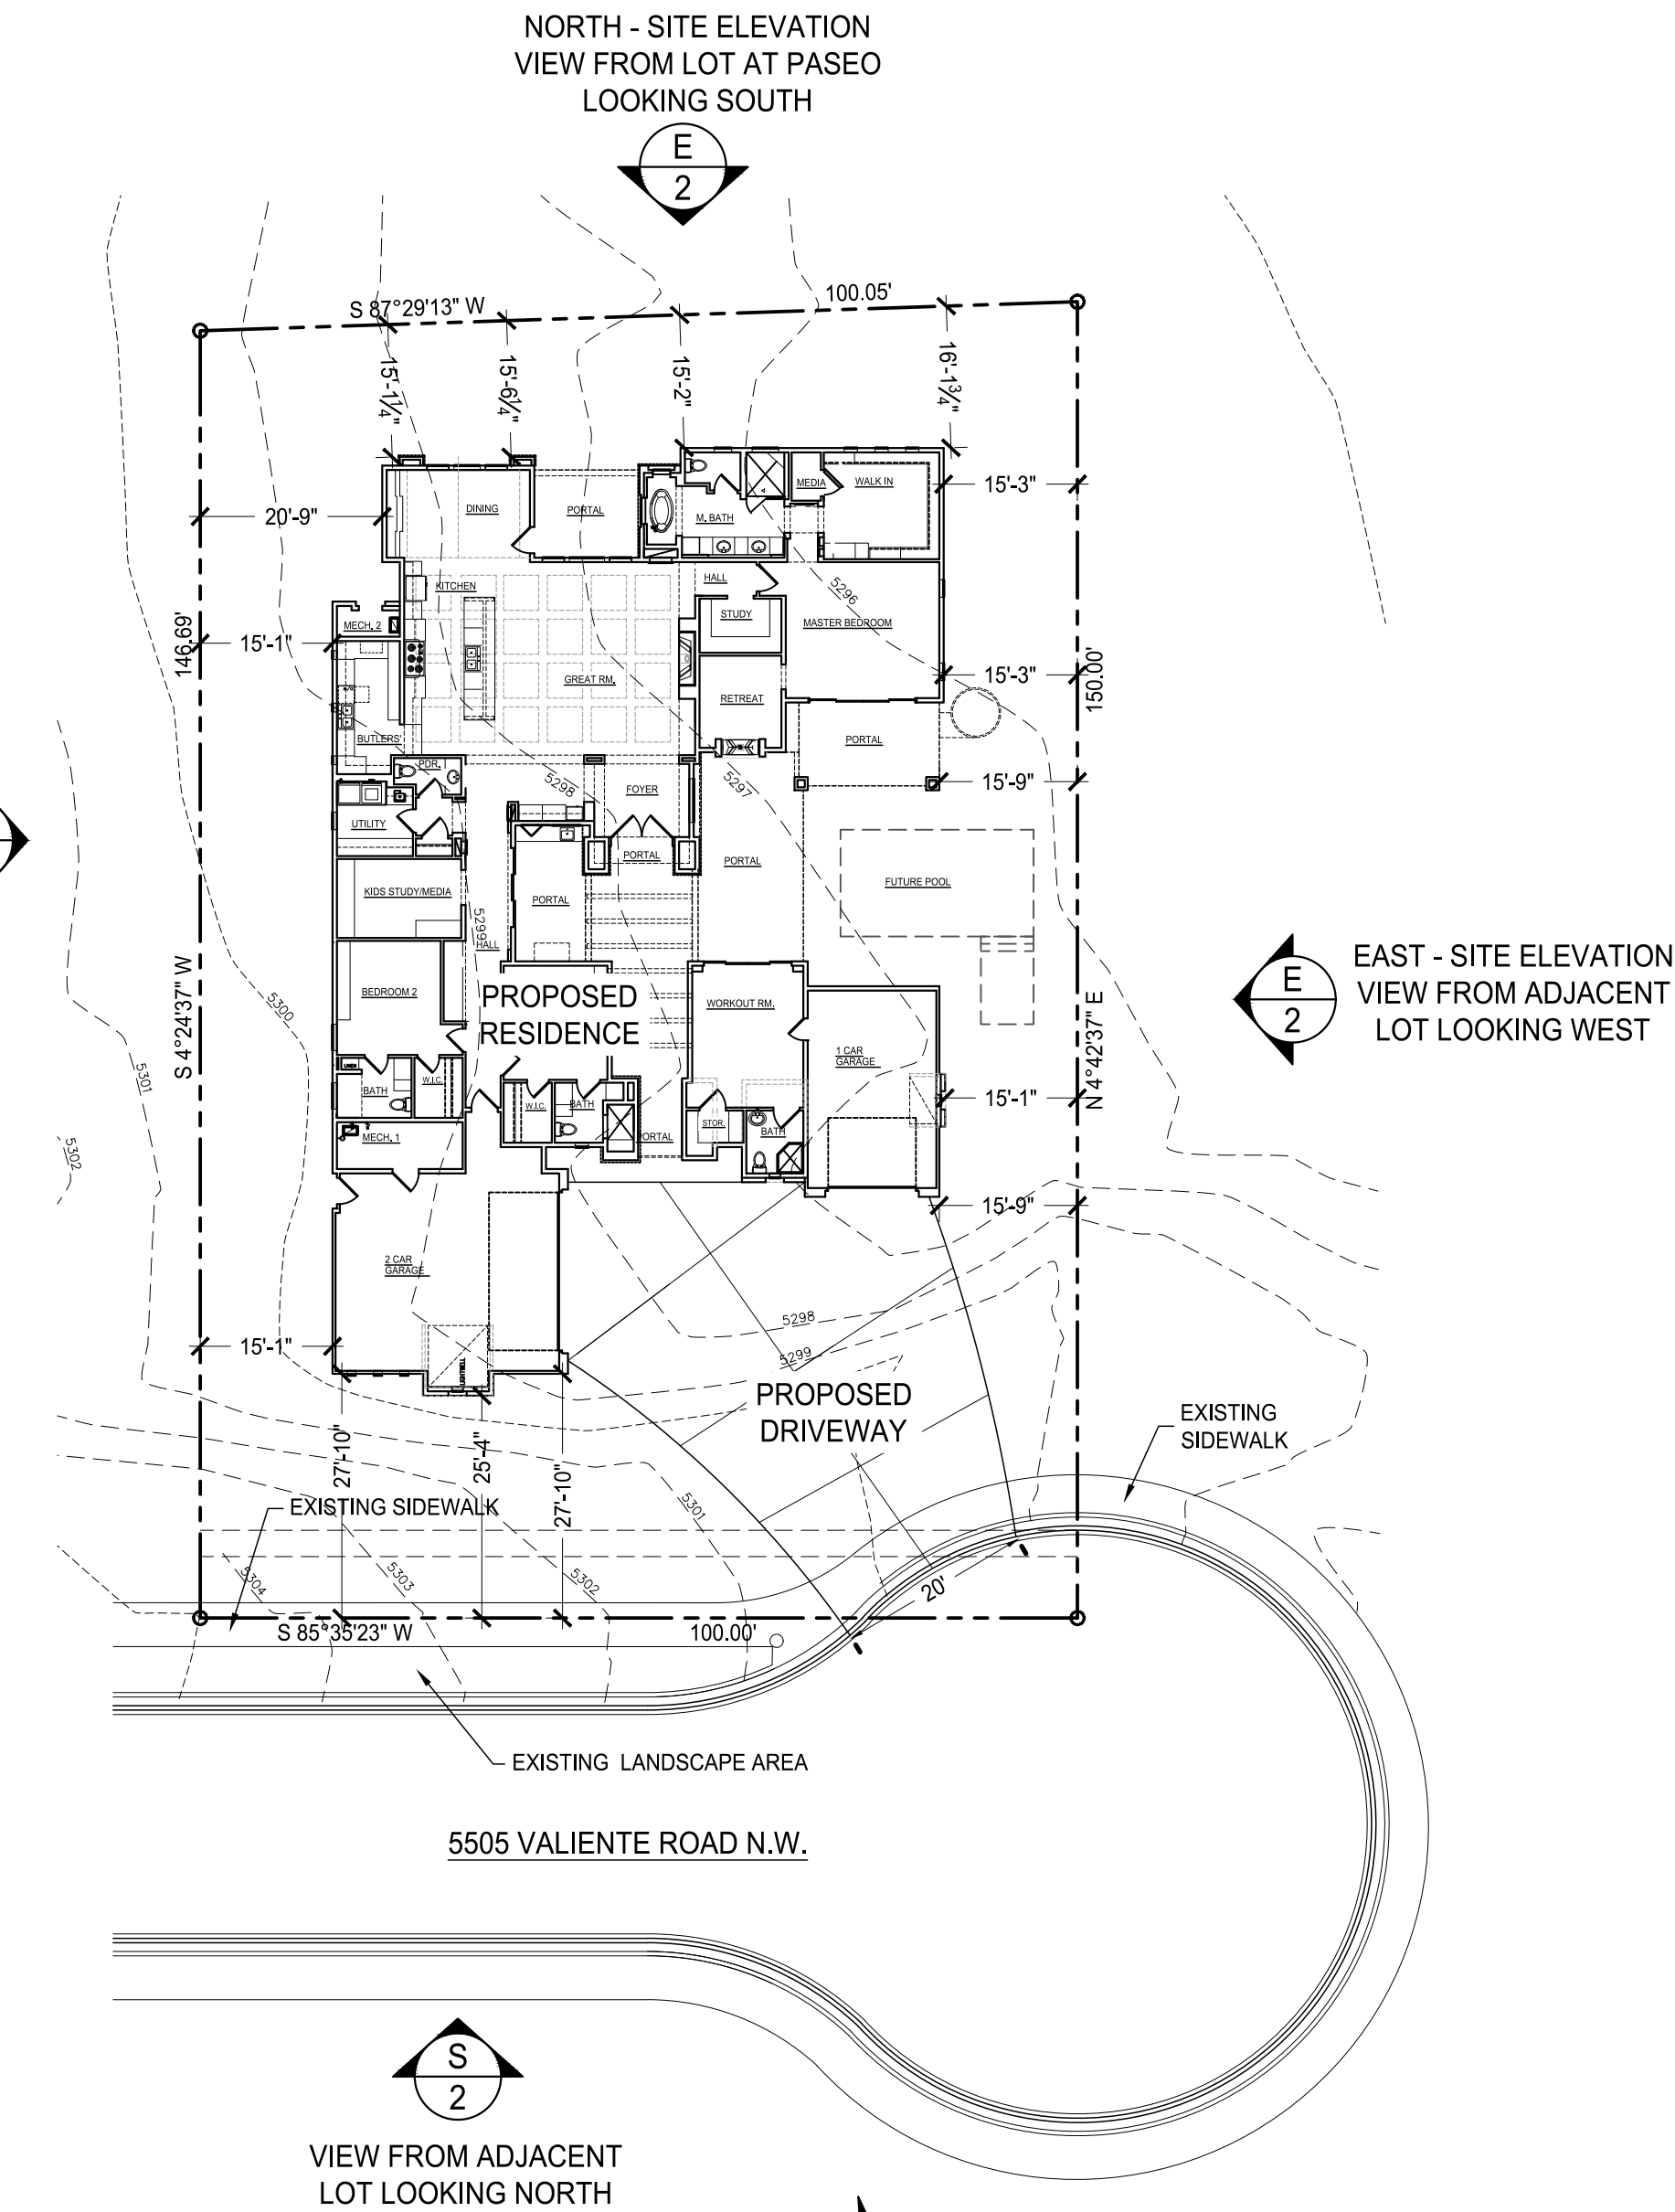 NORTH - SITE ELEVATION
VIEW FROM LOT AT PASEO
LOOKING SOUTH
E
2
S 87°29'13" W
100.05'
15'-1¼"
15'-6¼"
15'-2"
16'-1¾"
20'-9"
15'-3"
DINING
PORTAL
M. BATH
MEDIA
WALK IN
KITCHEN
HALL
5296
STUDY
MASTER BEDROOM
MECH. 2
146.69'
15'-1"
GREAT RM.
RETREAT
15'-3"
150.00'
BUTLERS'
PORTAL
PDR.
5298
FOYER
5297
15'-9"
UTILITY
PORTAL
PORTAL
FUTURE POOL
KIDS STUDY/MEDIA
PORTAL
5299
HALL
S 4°24'37" W
BEDROOM 2
PROPOSED
RESIDENCE
WORKOUT RM.
1 CAR
GARAGE
EAST - SITE ELEVATION
VIEW FROM ADJACENT
LOT LOOKING WEST
E
2
5300
5301
5302
N 4°42'37" E
BATH
W.I.C.
W.I.C.
BATH
15'-1"
MECH. 1
PORTAL
STOR.
BATH
15'-9"
2 CAR
GARAGE
5298
5299
15'-1"
PROPOSED
DRIVEWAY
27'-10"
25'-4"
27'-10"
EXISTING
SIDEWALK
EXISTING SIDEWALK
5301
5304
5303
5302
20'
S 85°35'23" W
100.00'
EXISTING LANDSCAPE AREA
5505 VALIENTE ROAD N.W.
S
2
VIEW FROM ADJACENT
LOT LOOKING NORTH